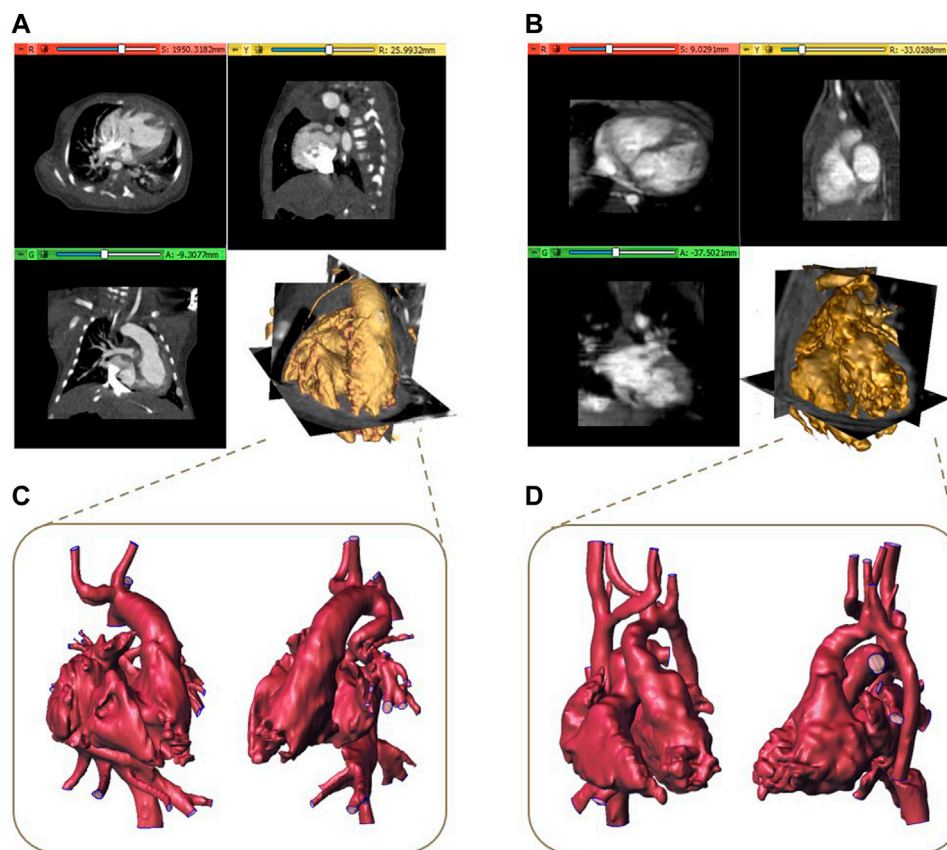 A
B
R S: 1950.3182mm
Y R: 25.9932mm
R S: 9.0291mm
Y R: -33.0288mm
G A: -9.3077mm
G A: -37.5021mm
C
D